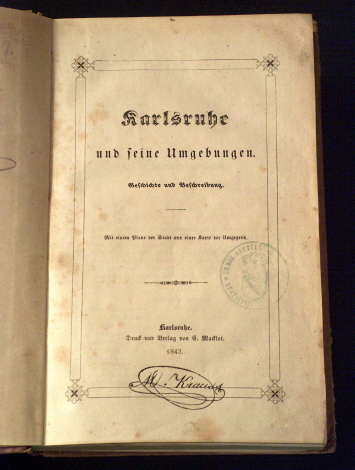 Karlsruhe
und seine Umgebungen.
Geschichte und Beschreibung.
Mit einem Plane der Stadt und einer Karte der Umgegend.
Karlsruhe.
Druck und Verlag von C. Macklot.
1843.
M. Krauss